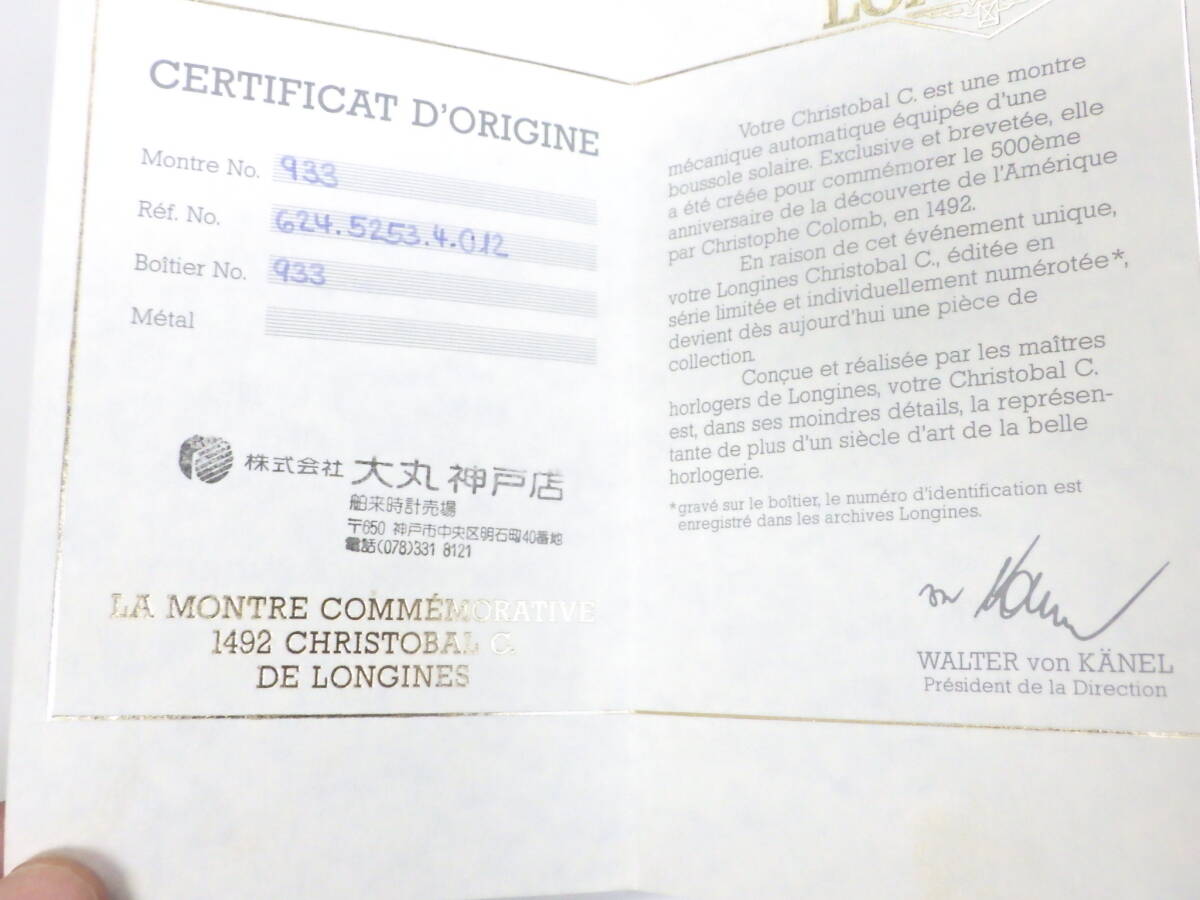 CERTIFICAT D'ORIGINE
Montre No. 933
Réf. No. 624.5253.4.012
Boîtier No. 933
Métal
株式会社 大丸神戸店
舶来時計売場
〒650 神戸市中央区明石町40番地
電話(078)331 8121
LA MONTRE COMMÉMORATIVE
1492 CHRISTOBAL C.
DE LONGINES
Votre Christobal C. est une montre
mécanique automatique équipée d'une
boussole solaire. Exclusive et brevetée, elle
a été créée pour commémorer le 500ème
anniversaire de la découverte de l'Amérique
par Christophe Colomb, en 1492.
En raison de cet événement unique,
votre Longines Christobal C., éditée en
série limitée et individuellement numérotée*,
devient dès aujourd'hui une pièce de
collection.
Conçue et réalisée par les maîtres
horlogers de Longines, votre Christobal C.
est, dans ses moindres détails, la représen-
tante de plus d'un siècle d'art de la belle
horlogerie.
*gravé sur le boîtier, le numéro d'identification est
enregistré dans les archives Longines.
WALTER von KÄNEL
Président de la Direction